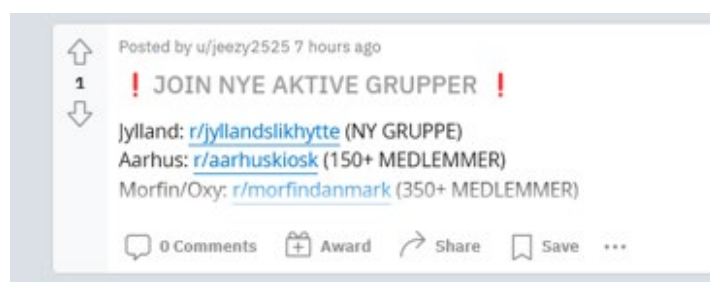 Posted by u/jeezy2525 7 hours ago
1
❗ JOIN NYE AKTIVE GRUPPER ❗
Jylland: r/jyllandslikhytte (NY GRUPPE)
Aarhus: r/aarhuskiosk (150+ MEDLEMMER)
Morfin/Oxy: r/morfindanmark (350+ MEDLEMMER)
0 Comments Award Share Save ...